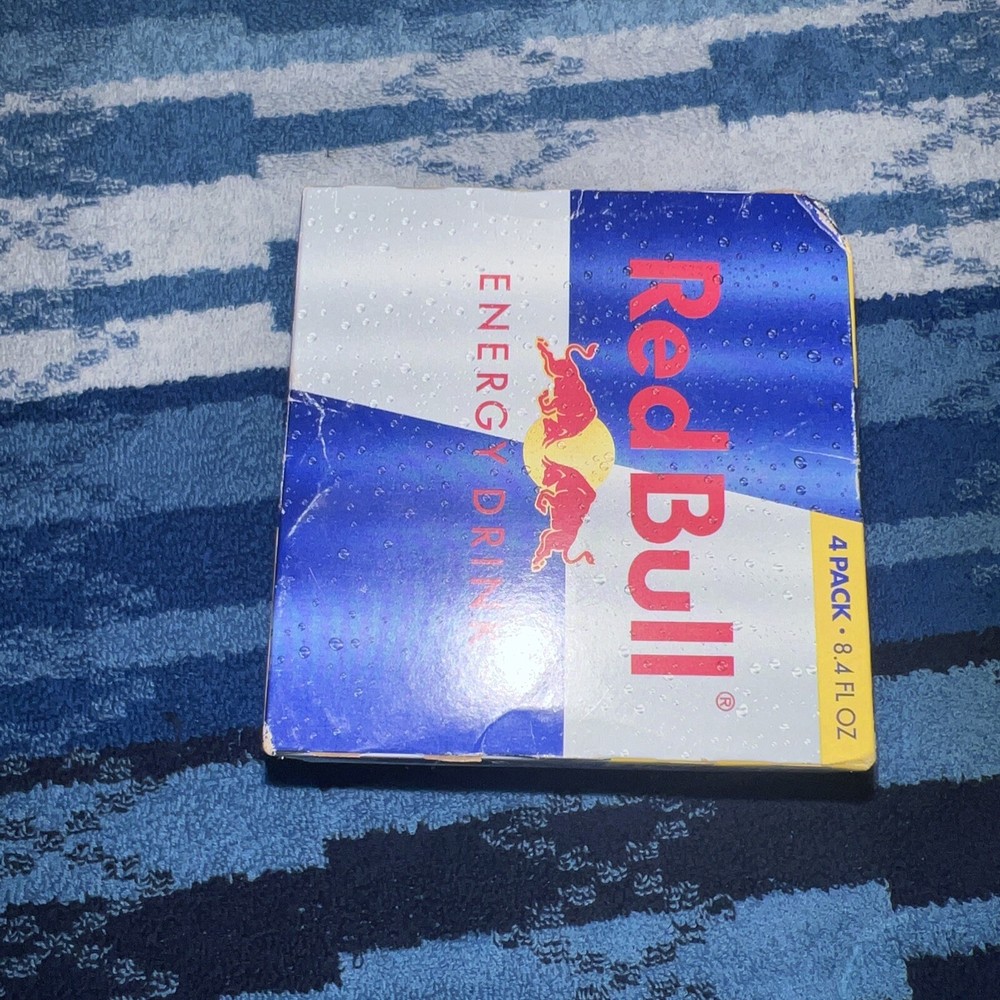 4 PACK • 8.4 FL OZ
Red Bull®
ENERGY DRINK